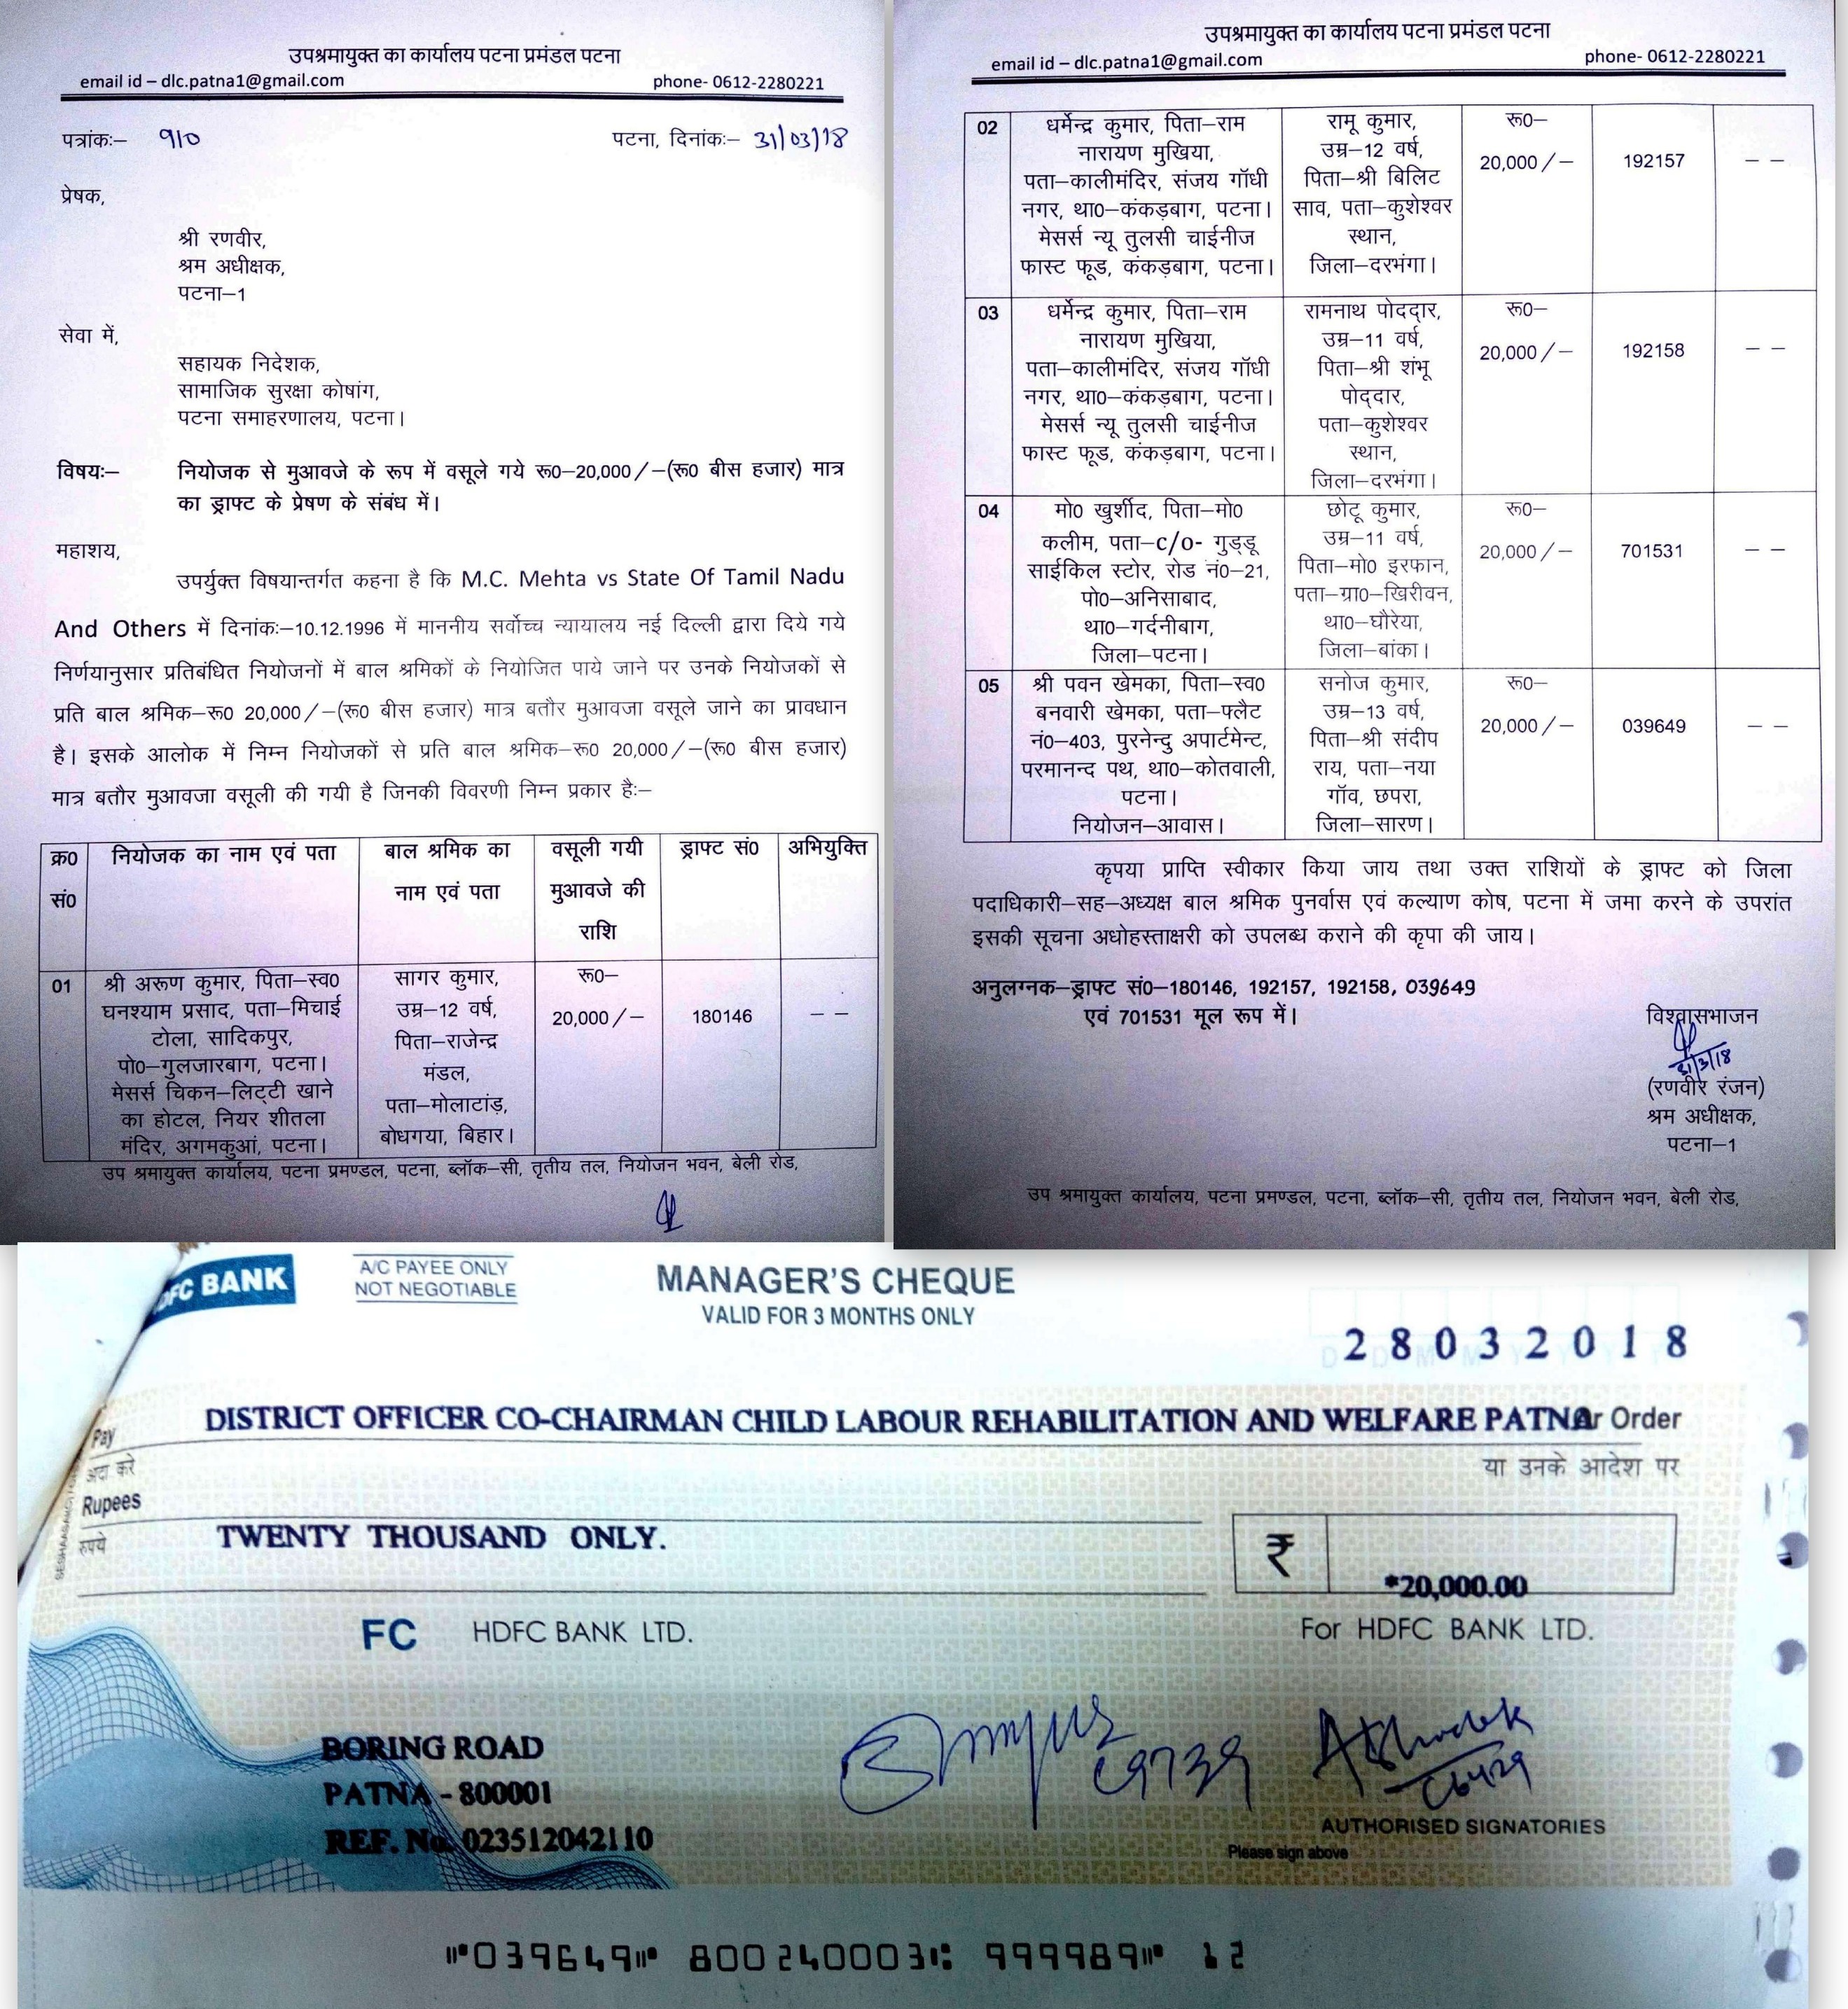 उपश्रमायुक्त का कार्यालय पटना प्रमंडल पटना
email id – dlc.patna1@gmail.com phone- 0612-2280221
पत्रांकः– 910 पटना, दिनांकः– 31/03/18
प्रेषक,
श्री रणवीर,
श्रम अधीक्षक,
पटना–1
सेवा में,
सहायक निदेशक,
सामाजिक सुरक्षा कोषांग,
पटना समाहरणालय, पटना।
विषयः– नियोजक से मुआवजे के रूप में वसूले गये रू0–20,000/–(रू0 बीस हजार) मात्र
का ड्राफ्ट के प्रेषण के संबंध में।
महाशय,
उपर्युक्त विषयान्तर्गत कहना है कि M.C. Mehta vs State Of Tamil Nadu
And Others में दिनांकः–10.12.1996 में माननीय सर्वोच्च न्यायालय नई दिल्ली द्वारा दिये गये
निर्णयानुसार प्रतिबंधित नियोजनों में बाल श्रमिकों के नियोजित पाये जाने पर उनके नियोजकों से
प्रति बाल श्रमिक–रू0 20,000/–(रू0 बीस हजार) मात्र बतौर मुआवजा वसूले जाने का प्रावधान
है। इसके आलोक में निम्न नियोजकों से प्रति बाल श्रमिक–रू0 20,000/–(रू0 बीस हजार)
मात्र बतौर मुआवजा वसूली की गयी है जिनकी विवरणी निम्न प्रकार हैः–
क्र0 नियोजक का नाम एवं पता बाल श्रमिक का वसूली गयी ड्राफ्ट सं0 अभियुक्ति
सं0 नाम एवं पता मुआवजे की
राशि
01 श्री अरूण कुमार, पिता–स्व0 सागर कुमार, रू0–
घनश्याम प्रसाद, पता–मिचाई उम्र–12 वर्ष, 20,000/– 180146 – –
टोला, सादिकपुर, पिता–राजेन्द्र
पो0–गुलजारबाग, पटना। मंडल,
मेसर्स चिकन–लिट्टी खाने पता–मोलाटांड़,
का होटल, नियर शीतला बोधगया, बिहार।
मंदिर, अगमकुआं, पटना।
उप श्रमायुक्त कार्यालय, पटना प्रमण्डल, पटना, ब्लॉक–सी, तृतीय तल, नियोजन भवन, बेली रोड,
उपश्रमायुक्त का कार्यालय पटना प्रमंडल पटना
email id – dlc.patna1@gmail.com phone- 0612-2280221
02 धर्मेन्द्र कुमार, पिता–राम रामू कुमार, रू0–
नारायण मुखिया, उम्र–12 वर्ष, 20,000/– 192157 – –
पता–कालीमंदिर, संजय गॉधी पिता–श्री बिलिट
नगर, था0–कंकड़बाग, पटना। साव, पता–कुशेश्वर
मेसर्स न्यू तुलसी चाईनीज स्थान,
फास्ट फूड, कंकड़बाग, पटना। जिला–दरभंगा।
03 धर्मेन्द्र कुमार, पिता–राम रामनाथ पोददार, रू0–
नारायण मुखिया, उम्र–11 वर्ष, 20,000/– 192158 – –
पता–कालीमंदिर, संजय गॉधी पिता–श्री शंभू
नगर, था0–कंकड़बाग, पटना। पोद्दार,
मेसर्स न्यू तुलसी चाईनीज पता–कुशेश्वर
फास्ट फूड, कंकड़बाग, पटना। स्थान,
जिला–दरभंगा।
04 मो0 खुर्शीद, पिता–मो0 छोटू कुमार, रू0–
कलीम, पता–c/o- गुड्डू उम्र–11 वर्ष, 20,000/– 701531 – –
साईकिल स्टोर, रोड नं0–21, पिता–मो0 इरफान,
पो0–अनिसाबाद, पता–ग्रा0–खिरीवन,
था0–गर्दनीबाग, था0–घौरेया,
जिला–पटना। जिला–बांका।
05 श्री पवन खेमका, पिता–स्व0 सनोज कुमार, रू0–
बनवारी खेमका, पता–फ्लैट उम्र–13 वर्ष, 20,000/– 039649 – –
नं0–403, पुरनेन्दु अपार्टमेन्ट, पिता–श्री संदीप
परमानन्द पथ, था0–कोतवाली, राय, पता–नया
पटना। गॉव, छपरा,
नियोजन–आवास। जिला–सारण।
कृपया प्राप्ति स्वीकार किया जाय तथा उक्त राशियों के ड्राफ्ट को जिला
पदाधिकारी–सह–अध्यक्ष बाल श्रमिक पुनर्वास एवं कल्याण कोष, पटना में जमा करने के उपरांत
इसकी सूचना अधोहस्ताक्षरी को उपलब्ध कराने की कृपा की जाय।
अनुलग्नक–ड्राफ्ट सं0–180146, 192157, 192158, 039649
एवं 701531 मूल रूप में।
विश्वासभाजन
31/3/18
(रणवीर रंजन)
श्रम अधीक्षक,
पटना–1
उप श्रमायुक्त कार्यालय, पटना प्रमण्डल, पटना, ब्लॉक–सी, तृतीय तल, नियोजन भवन, बेली रोड,
FC BANK
A/C PAYEE ONLY
NOT NEGOTIABLE
MANAGER'S CHEQUE
VALID FOR 3 MONTHS ONLY
28032018
Pay DISTRICT OFFICER CO-CHAIRMAN CHILD LABOUR REHABILITATION AND WELFARE PATNA Or Order
अदा करे या उनके आदेश पर
Rupees
रुपये TWENTY THOUSAND ONLY.
₹ *20,000.00
FC HDFC BANK LTD. For HDFC BANK LTD.
BORING ROAD
PATNA - 800001
REF. No. 023512042110
AUTHORISED SIGNATORIES
Please sign above
⑈039649⑈ 800240003⑆ 999989⑈ 12